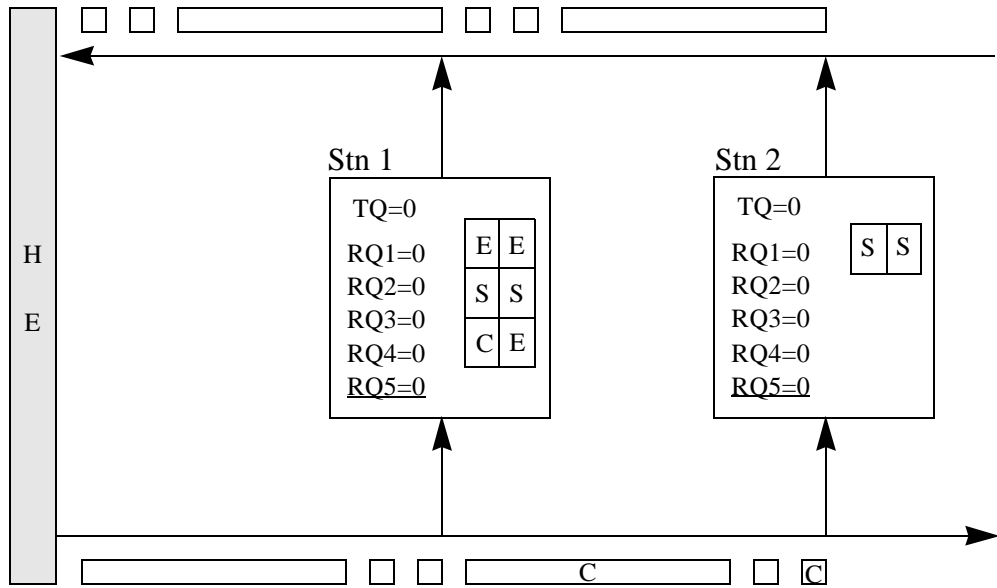 Stn 1
Stn 2
H
E
TQ=0
RQ1=0
RQ2=0
RQ3=0
RQ4=0
RQ5=0
E E
S S
C E
TQ=0
RQ1=0
RQ2=0
RQ3=0
RQ4=0
RQ5=0
S S
C
C